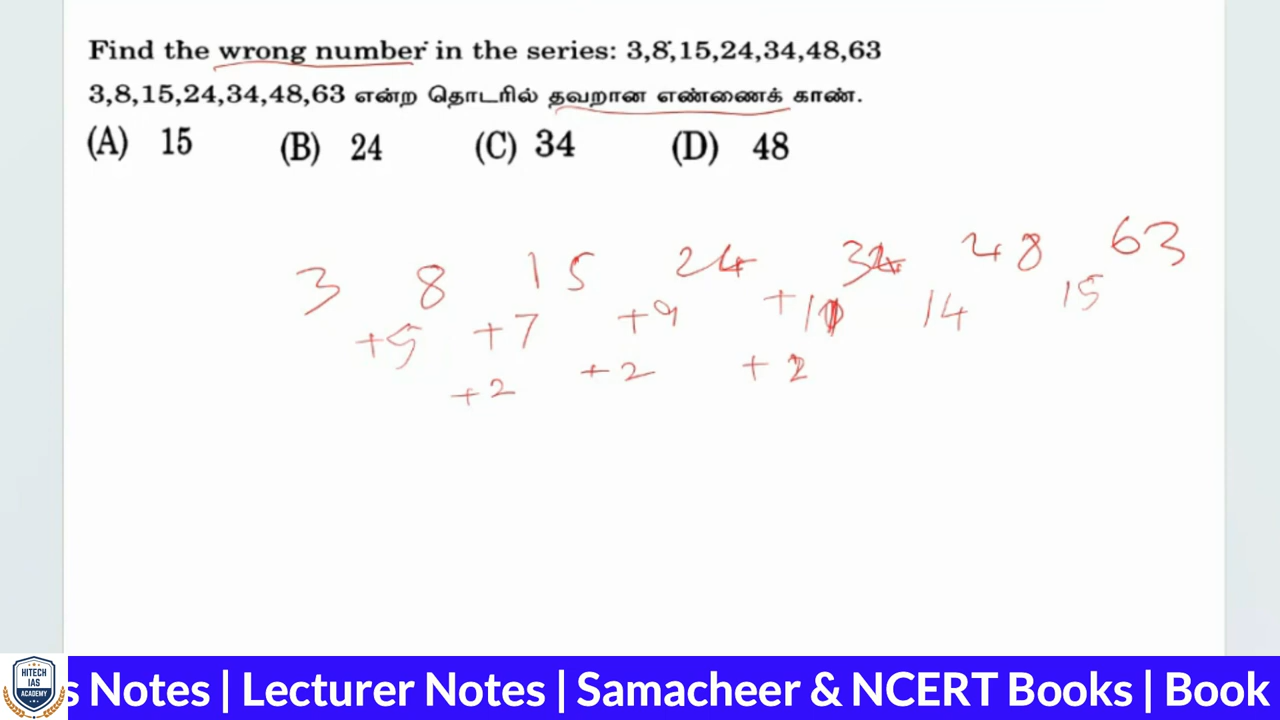 Find the wrong number in the series: 3,8,15,24,34,48,63
3,8,15,24,34,48,63 என்ற தொடரில் தவறான எண்ணைக் காண்.
(A) 15 (B) 24 (C) 34 (D) 48
3 8 15 24 34 48 63
+5 +7 +9 +10 14 15
+2 +2 +2
HITECH
IAS
ACADEMY
s Notes | Lecturer Notes | Samacheer & NCERT Books | Book